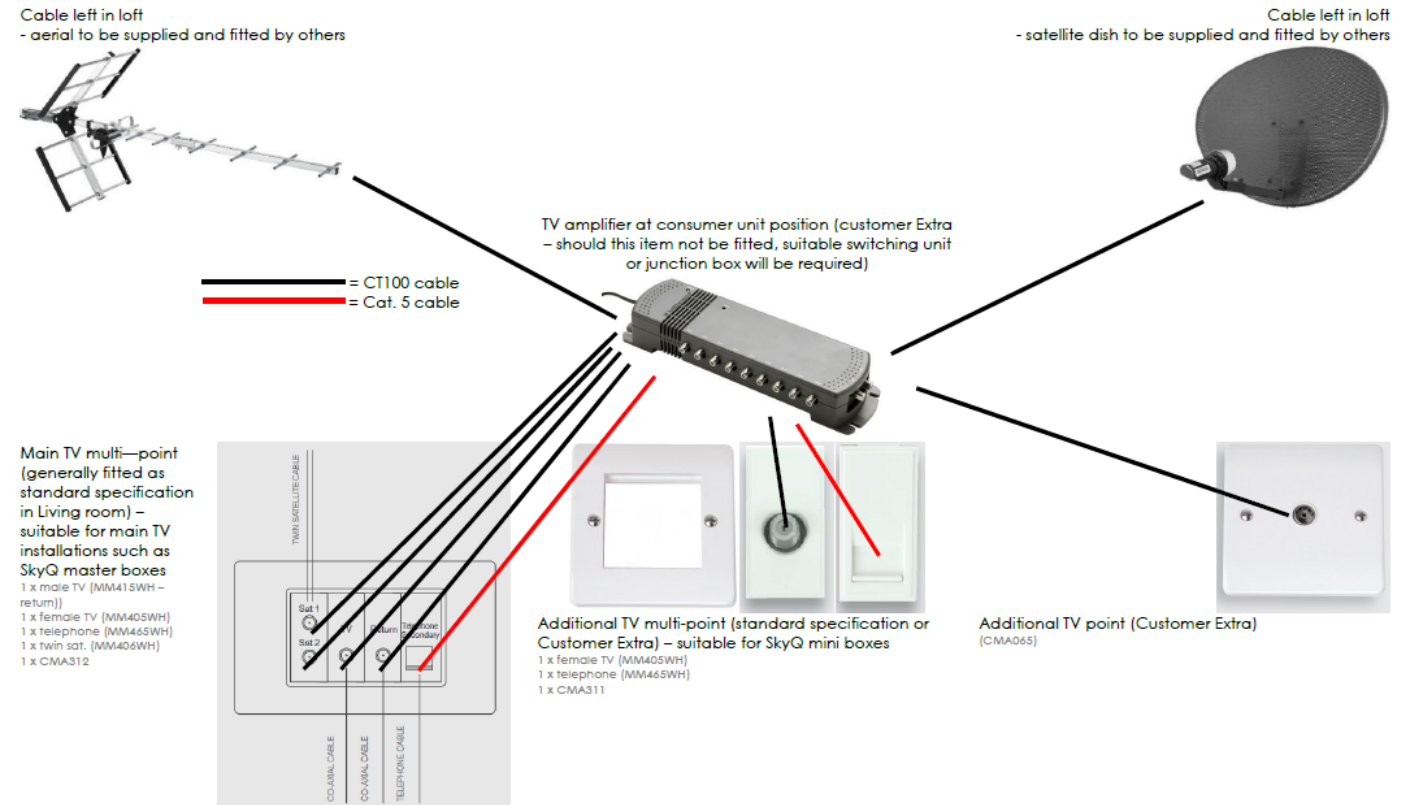 Cable left in loft
- aerial to be supplied and fitted by others
Cable left in loft
- satellite dish to be supplied and fitted by others
TV amplifier at consumer unit position (customer Extra
– should this item not be fitted, suitable switching unit
or junction box will be required)
= CT100 cable
= Cat. 5 cable
Main TV multi—point
(generally fitted as
standard specification
in Living room) –
suitable for main TV
installations such as
SkyQ master boxes
1 x male TV (MM415WH –
return))
1 x female TV (MM405WH)
1 x telephone (MM465WH)
1 x twin sat. (MM406WH)
1 x CMA312
TWIN SATELLITE CABLE
Sat 1
Sat 2
TV
Return
Telephone
Secondary
CO-AXIAL CABLE
CO-AXIAL CABLE
TELEPHONE CABLE
Additional TV multi-point (standard specification or
Customer Extra) – suitable for SkyQ mini boxes
1 x female TV (MM405WH)
1 x telephone (MM465WH)
1 x CMA311
Additional TV point (Customer Extra)
(CMA065)